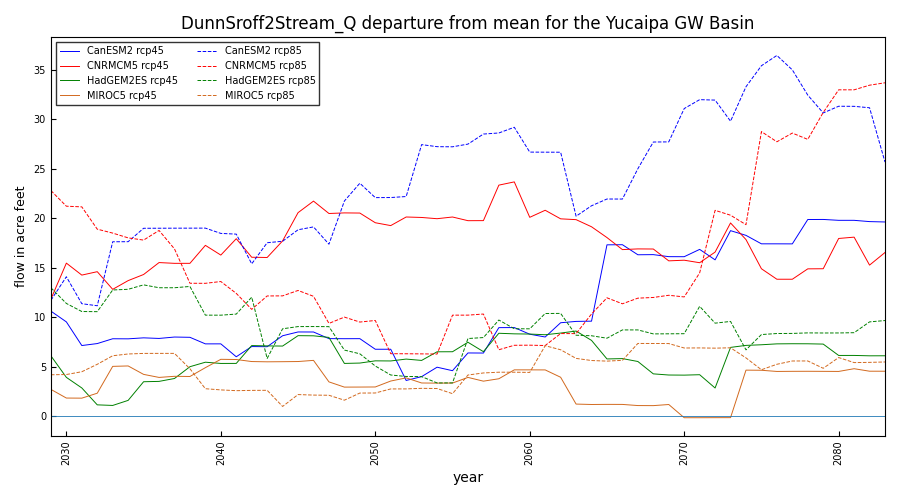 DunnSroff2Stream_Q departure from mean for the Yucaipa GW Basin
CanESM2 rcp45
CNRMCM5 rcp45
HadGEM2ES rcp45
MIROC5 rcp45
CanESM2 rcp85
CNRMCM5 rcp85
HadGEM2ES rcp85
MIROC5 rcp85
flow in acre feet
35
30
25
20
15
10
5
0
2030
2040
2050
2060
2070
2080
year